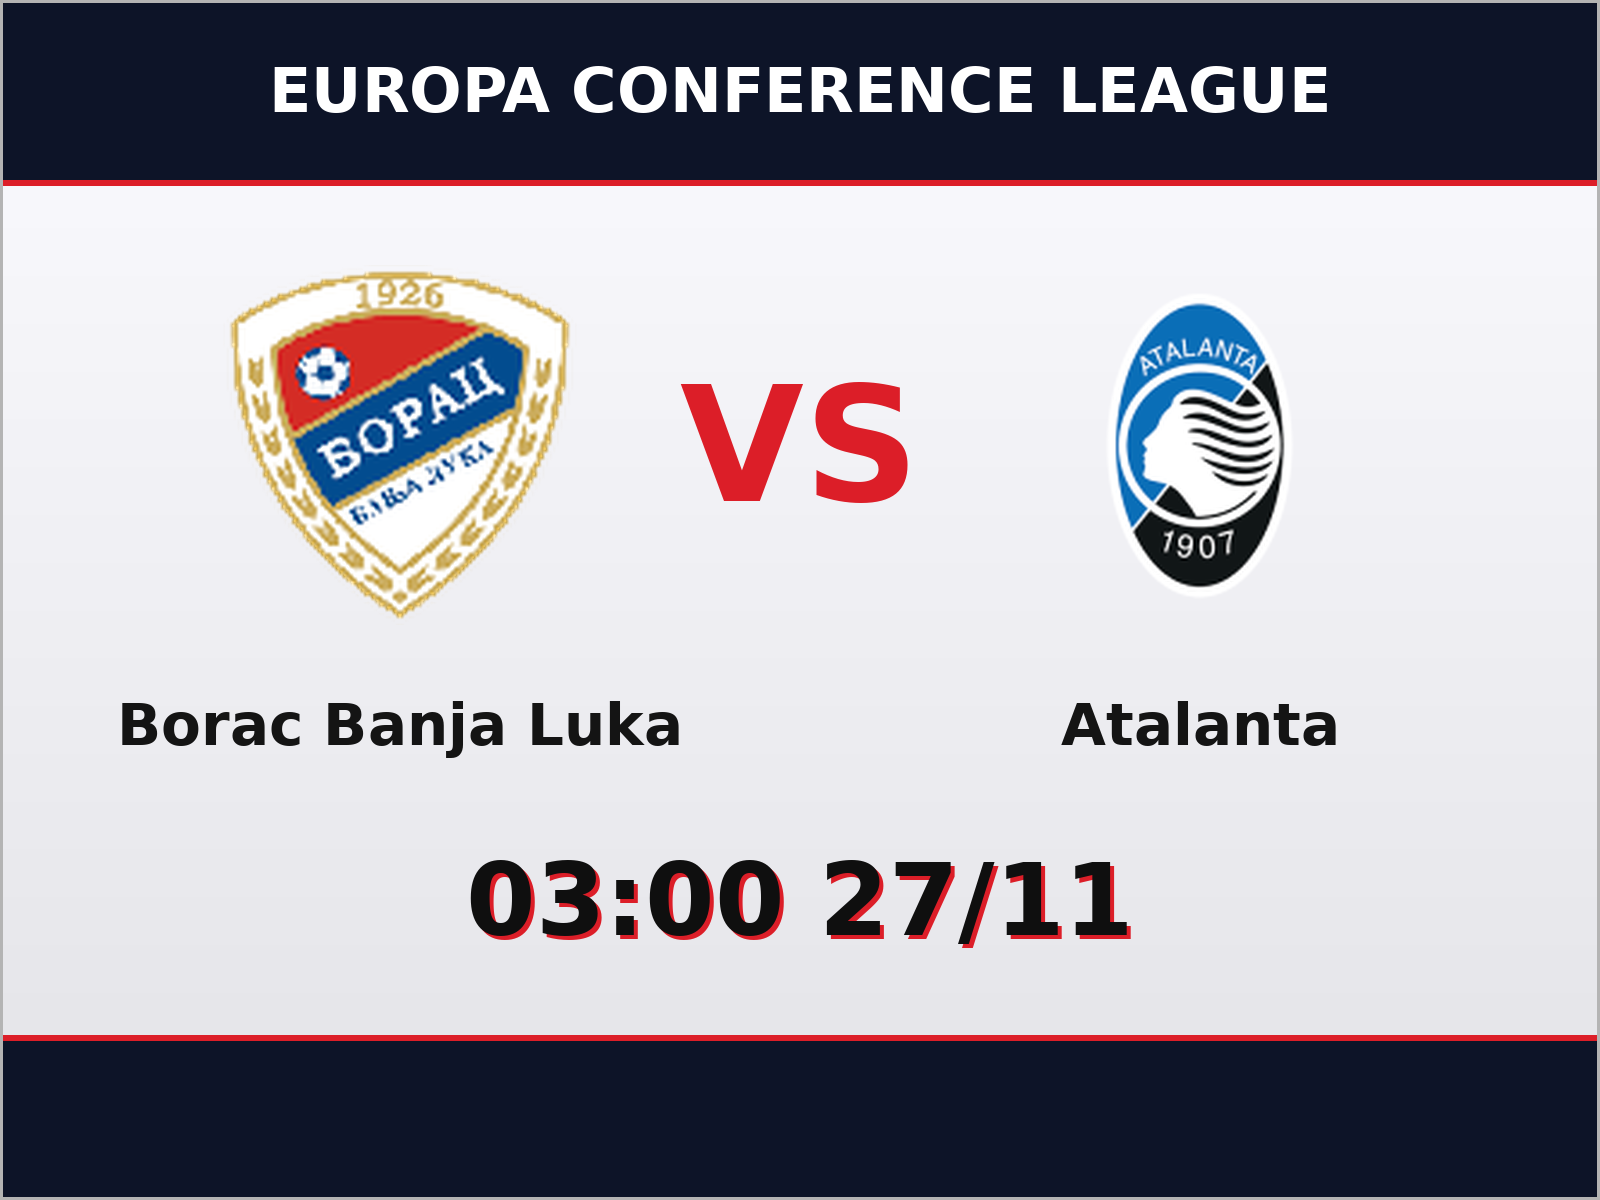 EUROPA CONFERENCE LEAGUE
1926
БОРАЦ
БАЊА ЛУКА
VS
ATALANTA
1907
Borac Banja Luka
Atalanta
03:00 27/11